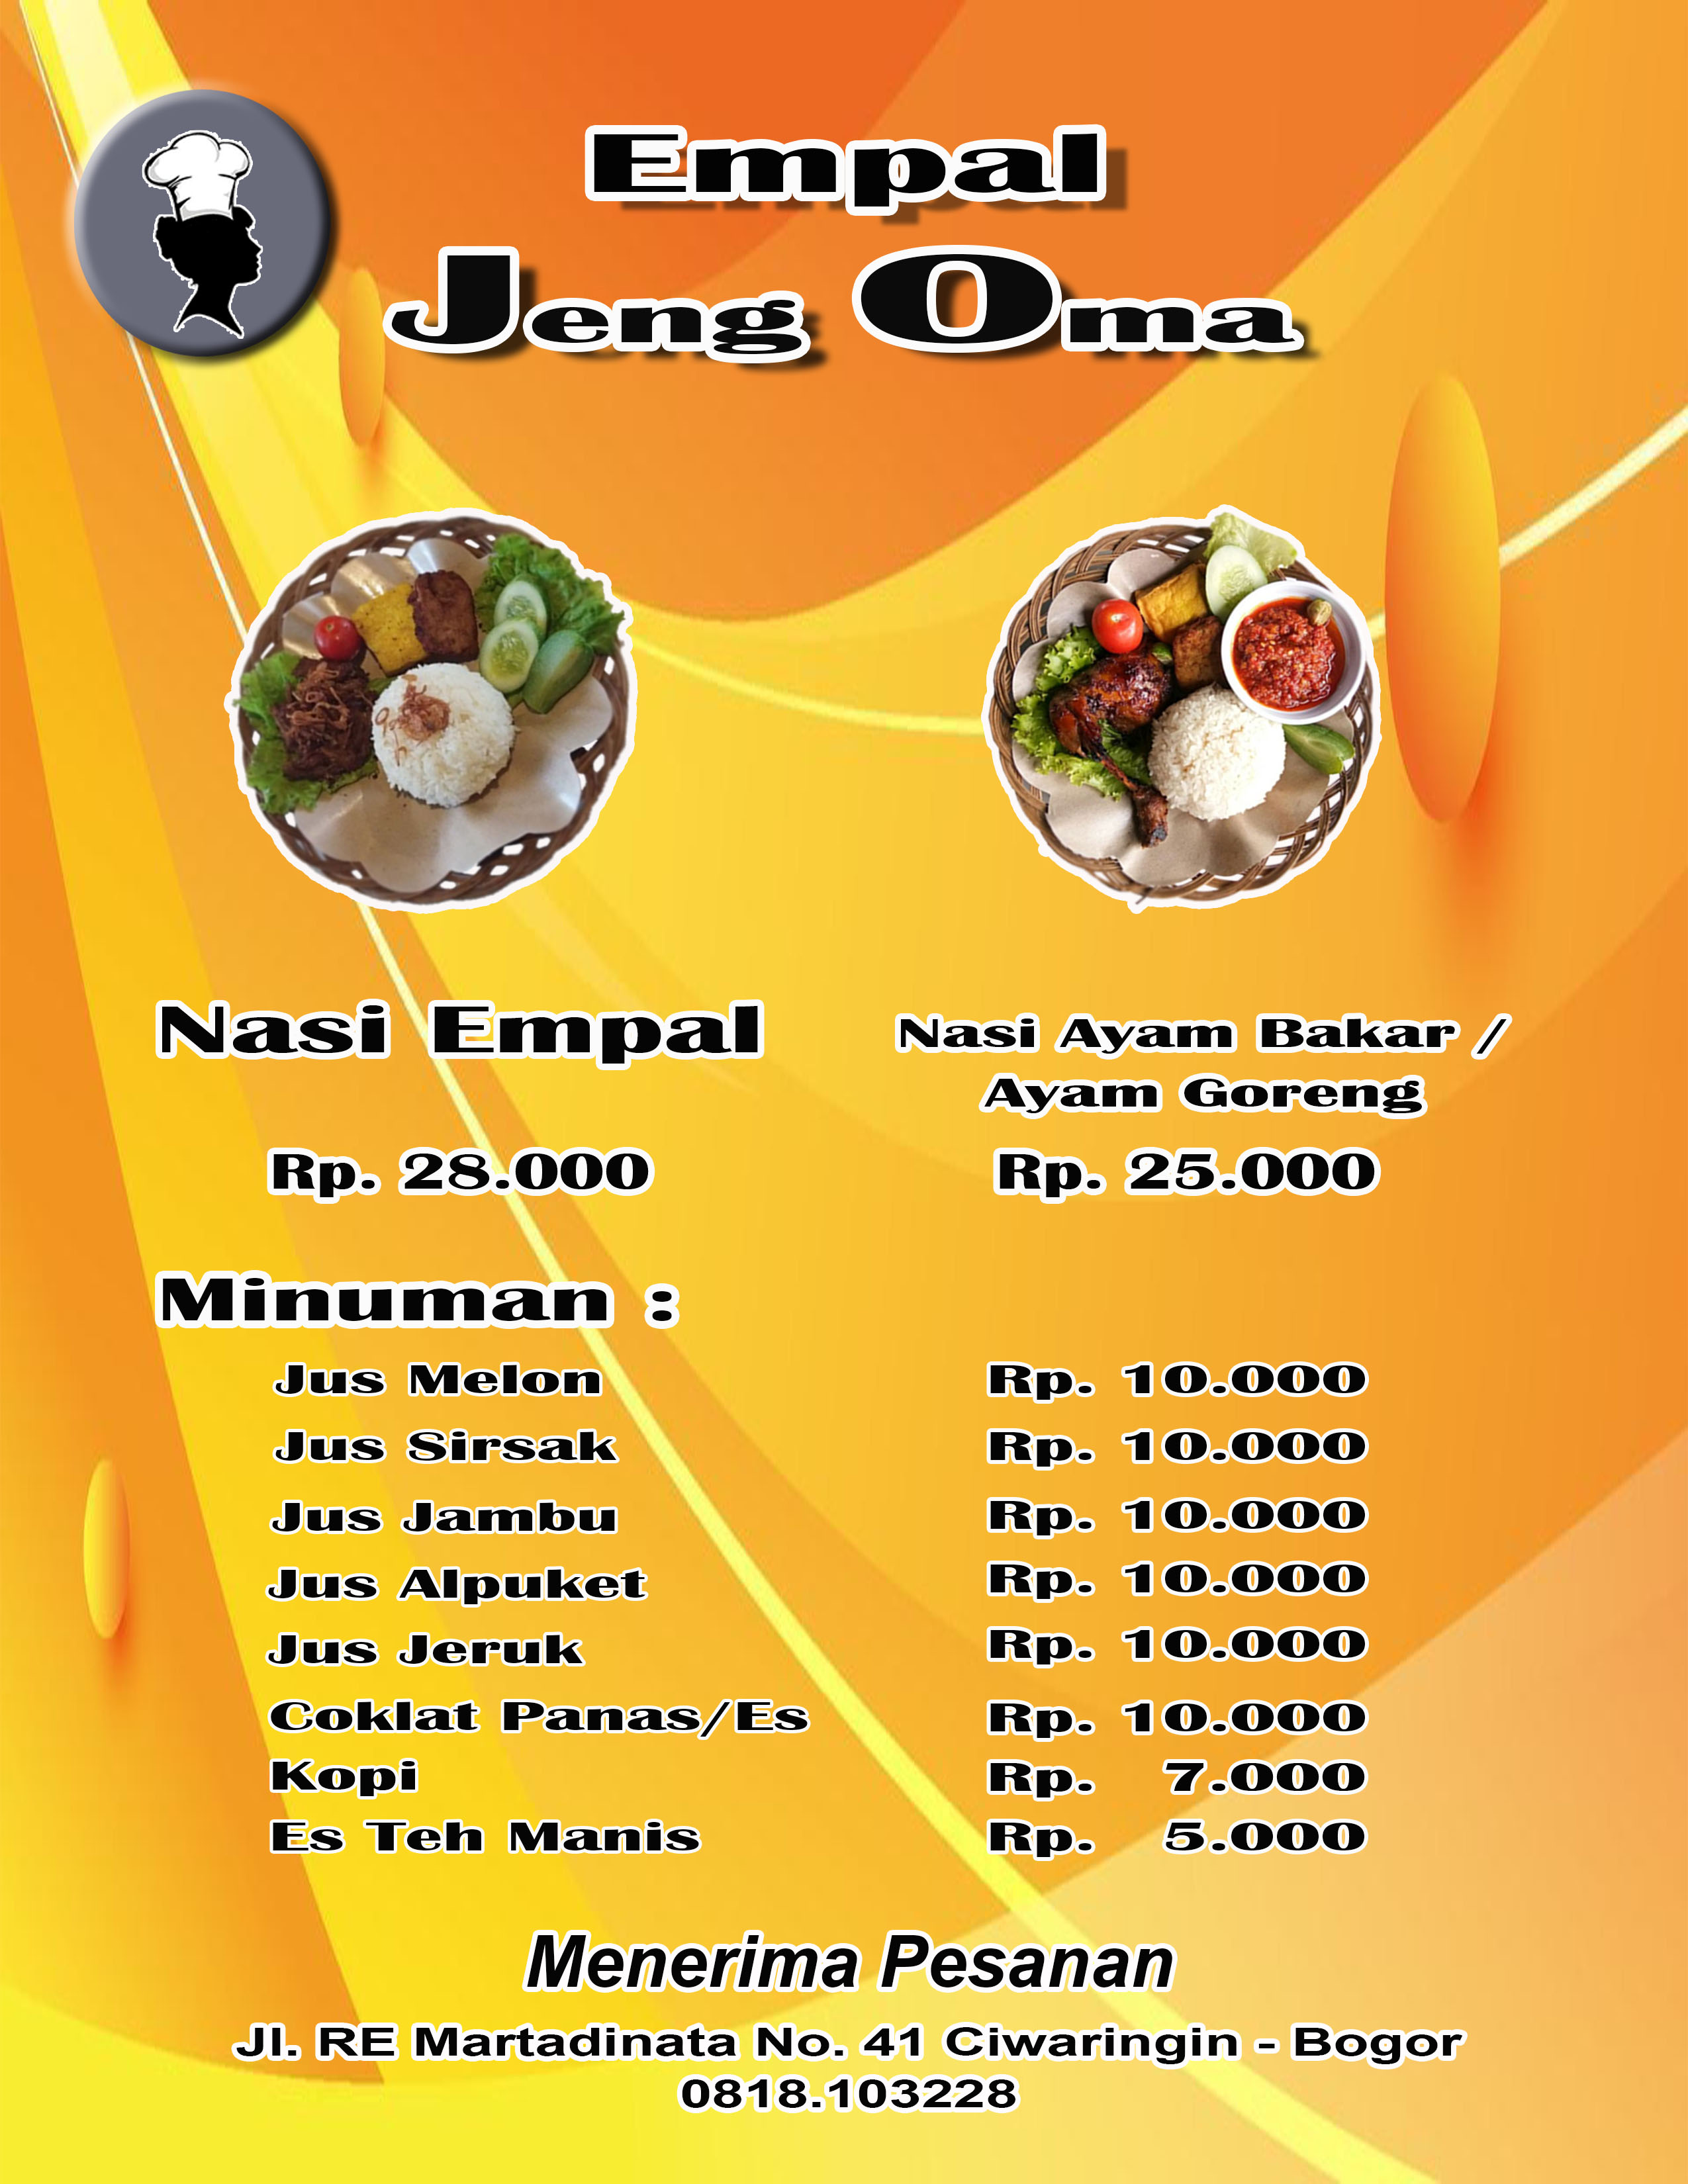 Empal
Jeng Oma
Nasi Empal
Rp. 28.000
Nasi Ayam Bakar /
Ayam Goreng
Rp. 25.000
Minuman :
Jus Melon Rp. 10.000
Jus Sirsak Rp. 10.000
Jus Jambu Rp. 10.000
Jus Alpuket Rp. 10.000
Jus Jeruk Rp. 10.000
Coklat Panas/Es Rp. 10.000
Kopi Rp. 7.000
Es Teh Manis Rp. 5.000
Menerima Pesanan
Jl. RE Martadinata No. 41 Ciwaringin - Bogor
0818.103228